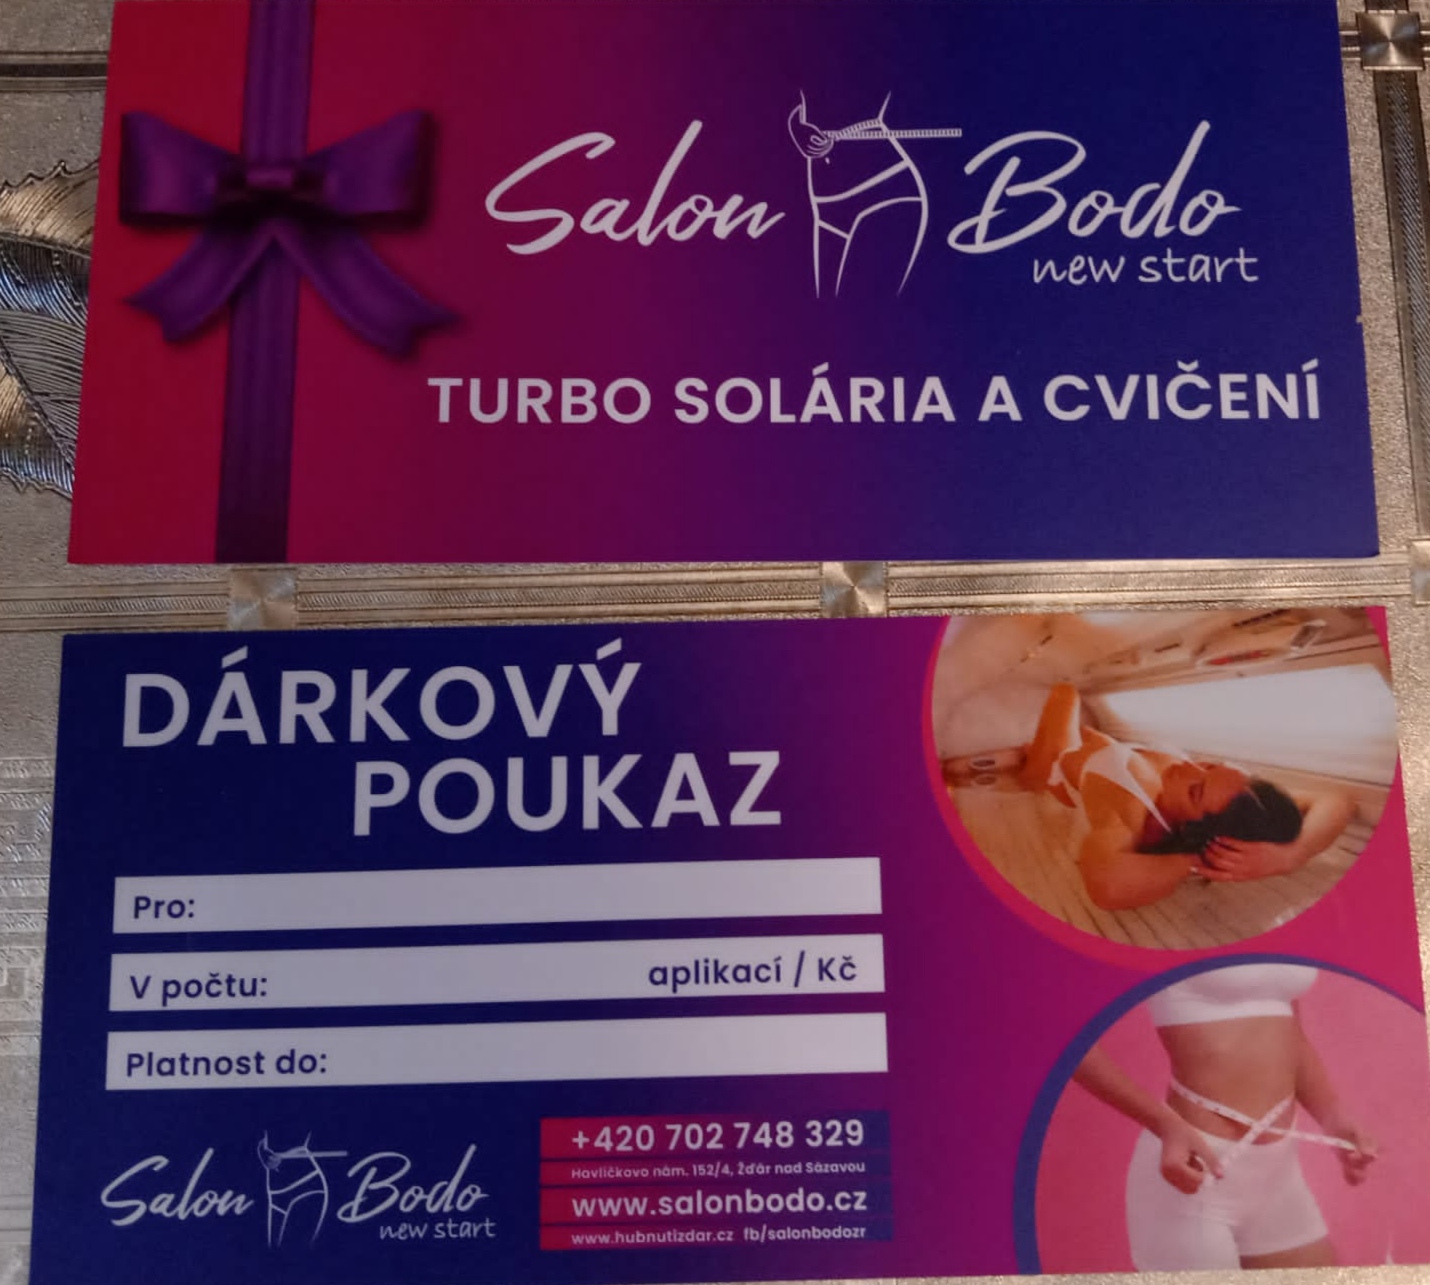 Salon Bodo
new start
TURBO SOLÁRIA A CVIČENÍ
DÁRKOVÝ
POUKAZ
Pro:
V počtu: aplikací / Kč
Platnost do:
Salon Bodo
new start
+420 702 748 329
Havlíčkovo nám. 152/4, Žďár nad Sázavou
www.salonbodo.cz
www.hubnutizdar.cz fb/salonbodozr